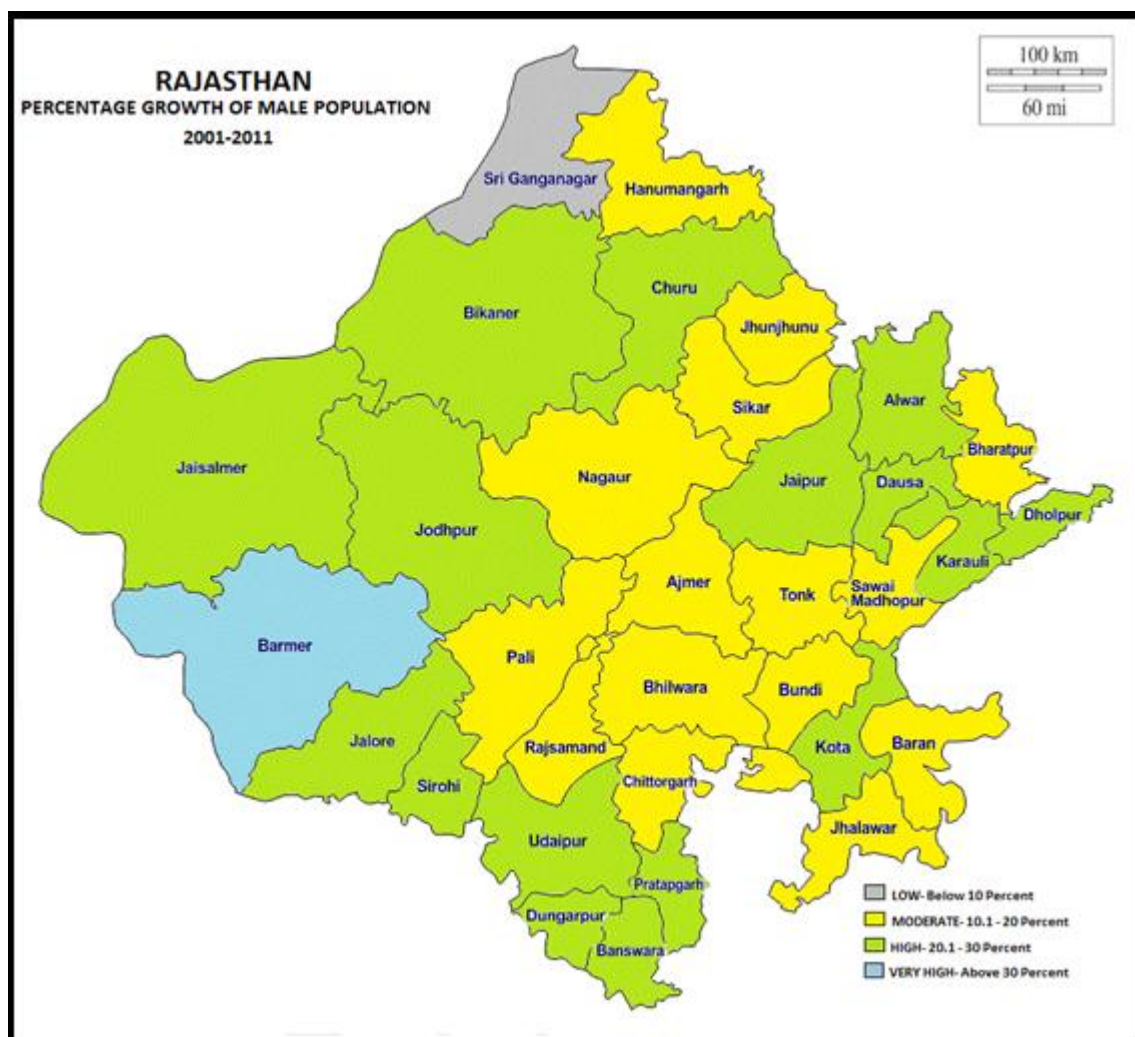 RAJASTHAN
PERCENTAGE GROWTH OF MALE POPULATION
2001-2011
100 km
60 mi
Sri Ganganagar
Hanumangarh
Churu
Bikaner
Jhunjhunu
Sikar
Alwar
Bharatpur
Jaisalmer
Nagaur
Jaipur
Dausa
Dholpur
Jodhpur
Karauli
Ajmer
Tonk
Sawai
Madhopur
Barmer
Pali
Bhilwara
Bundi
Jalore
Rajsamand
Kota
Baran
Sirohi
Chittorgarh
Udaipur
Jhalawar
Pratapgarh
Dungarpur
Banswara
LOW- Below 10 Percent
MODERATE- 10.1 - 20 Percent
HIGH- 20.1 - 30 Percent
VERY HIGH- Above 30 Percent